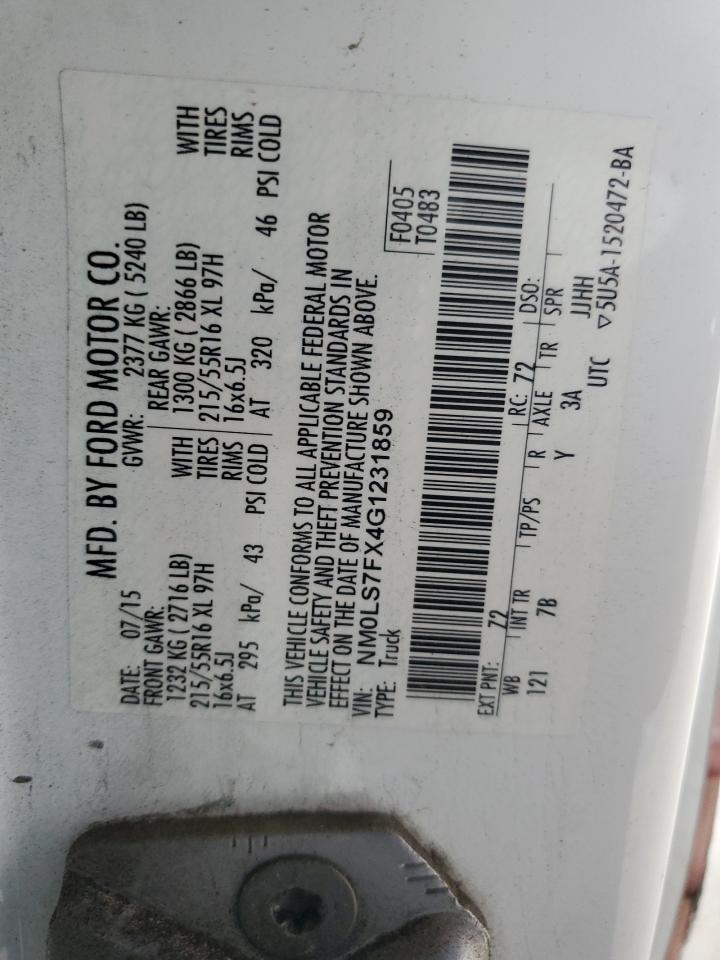 MFD. BY FORD MOTOR CO.
DATE: 07/15 GVWR: 2377 KG ( 5240 LB)
FRONT GAWR: REAR GAWR:
1232 KG ( 2716 LB) WITH 1300 KG ( 2866 LB) WITH
215/55R16 XL 97H TIRES 215/55R16 XL 97H TIRES
16x6.5J RIMS 16x6.5J RIMS
AT 295 kPa/ 43 PSI COLD AT 320 kPa/ 46 PSI COLD
THIS VEHICLE CONFORMS TO ALL APPLICABLE FEDERAL MOTOR
VEHICLE SAFETY AND THEFT PREVENTION STANDARDS IN
EFFECT ON THE DATE OF MANUFACTURE SHOWN ABOVE.
VIN: NM0LS7FX4G1231859 F0405
TYPE: Truck T0483
EXT PNT: Z2 RC: 72 DSO:
WB INT TR TP/PS R AXLE TR SPR
121 7B Y 3A JJHH
UTC ▽5U5A-1520472-BA